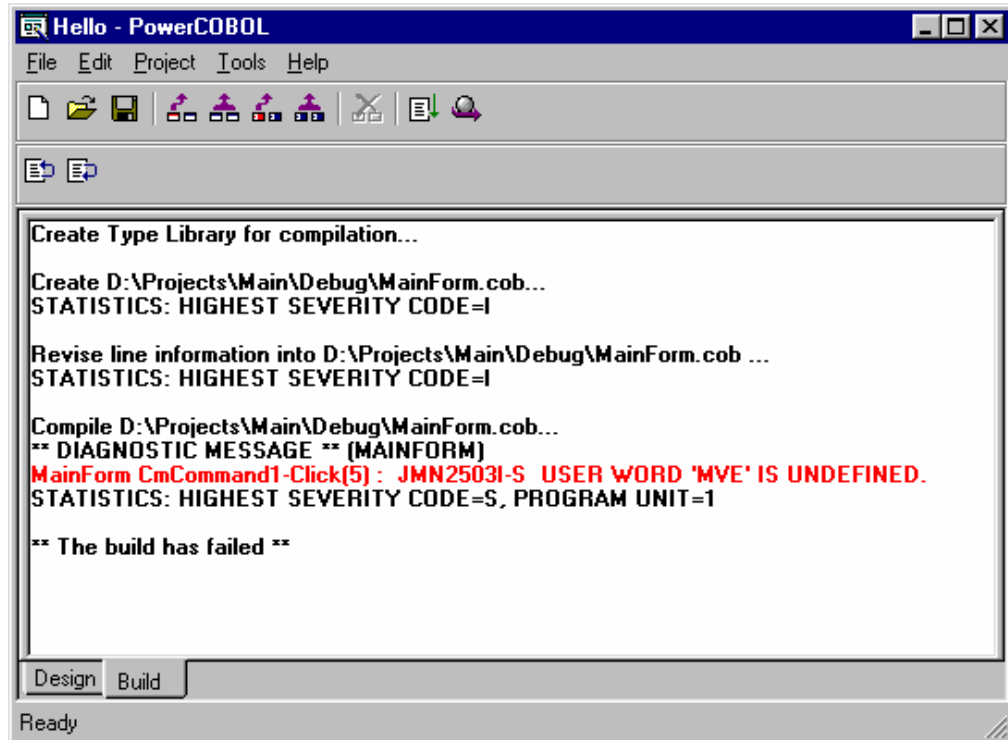 Hello - PowerCOBOL
File Edit Project Tools Help
Create Type Library for compilation...
Create D:\Projects\Main\Debug\MainForm.cob...
STATISTICS: HIGHEST SEVERITY CODE=I
Revise line information into D:\Projects\Main\Debug\MainForm.cob ...
STATISTICS: HIGHEST SEVERITY CODE=I
Compile D:\Projects\Main\Debug\MainForm.cob...
** DIAGNOSTIC MESSAGE ** (MAINFORM)
MainForm CmCommand1-Click(5) : JMN2503I-S USER WORD 'MVE' IS UNDEFINED.
STATISTICS: HIGHEST SEVERITY CODE=S, PROGRAM UNIT=1
** The build has failed **
Design Build
Ready